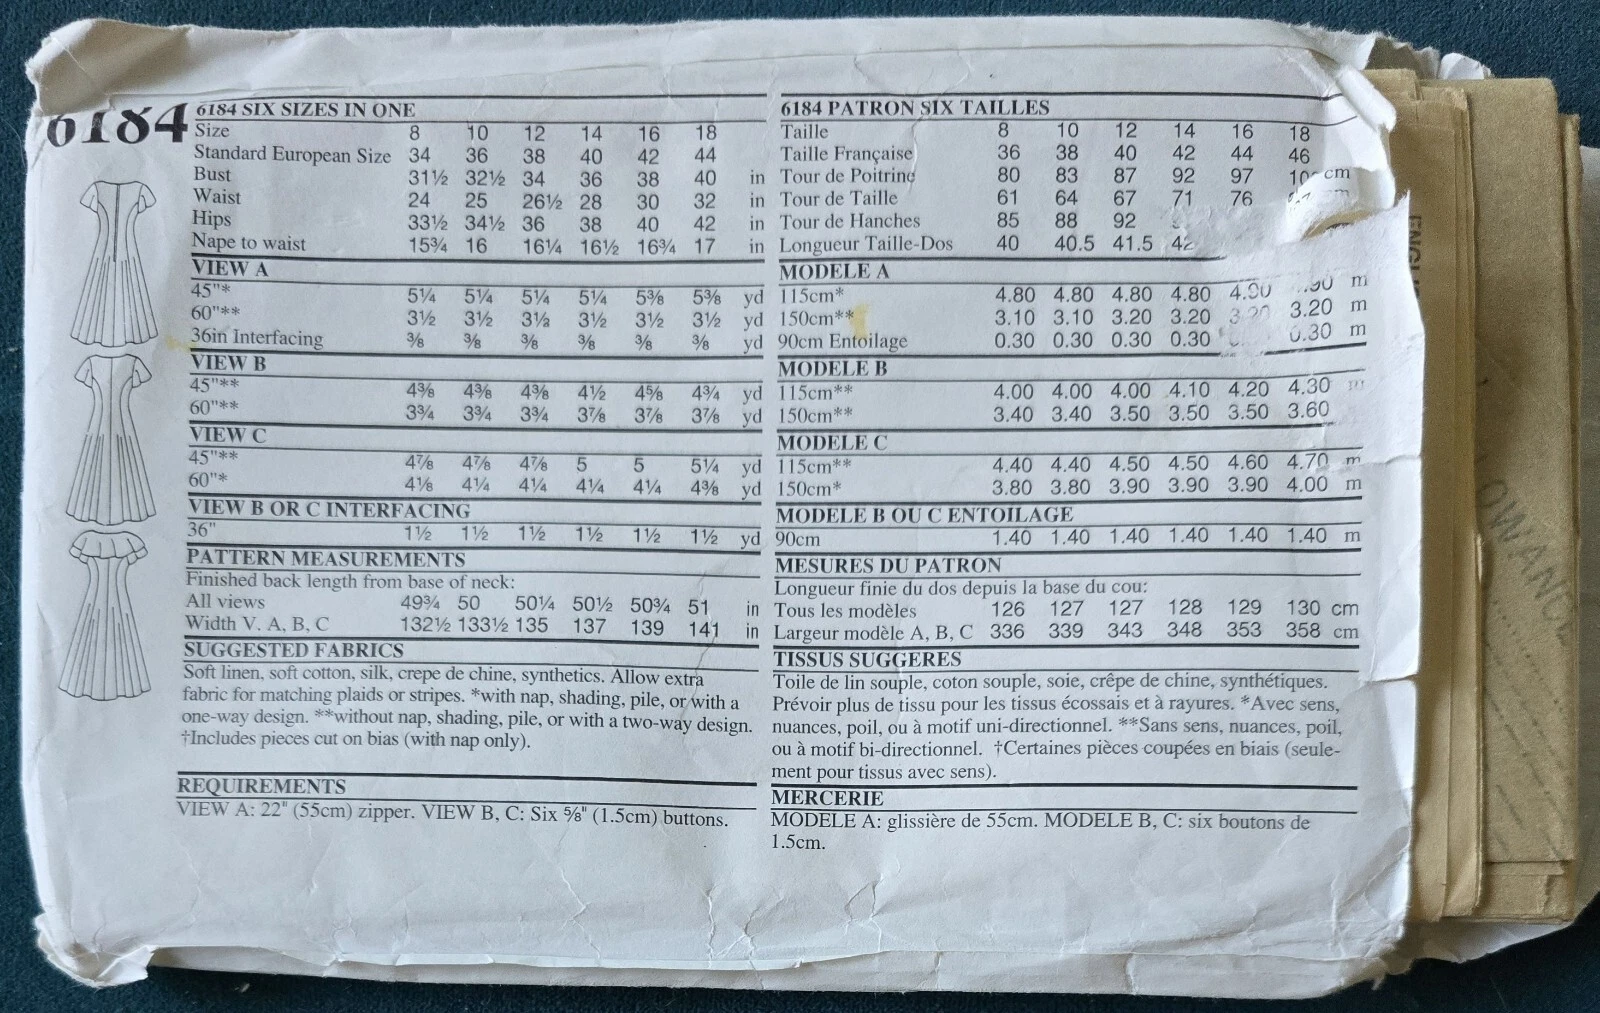 6184
6184 SIX SIZES IN ONE
Size 8 10 12 14 16 18
Standard European Size 34 36 38 40 42 44
Bust 31½ 32½ 34 36 38 40 in
Waist 24 25 26½ 28 30 32 in
Hips 33½ 34½ 36 38 40 42 in
Nape to waist 15¾ 16 16¼ 16½ 16¾ 17 in
VIEW A
45"* 5¼ 5¼ 5¼ 5¼ 5⅜ 5⅜ yd
60"** 3½ 3½ 3½ 3½ 3½ 3½ yd
36in Interfacing ⅜ ⅜ ⅜ ⅜ ⅜ ⅜ yd
VIEW B
45"** 4⅜ 4⅜ 4⅜ 4½ 4⅝ 4¾ yd
60"** 3¾ 3¾ 3¾ 3⅞ 3⅞ 3⅞ yd
VIEW C
45"** 4⅞ 4⅞ 4⅞ 5 5 5¼ yd
60"* 4⅛ 4¼ 4¼ 4¼ 4¼ 4⅜ yd
VIEW B OR C INTERFACING
36" 1½ 1½ 1½ 1½ 1½ 1½ yd
PATTERN MEASUREMENTS
Finished back length from base of neck:
All views 49¾ 50 50¼ 50½ 50¾ 51 in
Width V. A, B, C 132½ 133½ 135 137 139 141 in
SUGGESTED FABRICS
Soft linen, soft cotton, silk, crepe de chine, synthetics. Allow extra
fabric for matching plaids or stripes. *with nap, shading, pile, or with a
one-way design. **without nap, shading, pile, or with a two-way design.
†Includes pieces cut on bias (with nap only).
REQUIREMENTS
VIEW A: 22" (55cm) zipper. VIEW B, C: Six ⅝" (1.5cm) buttons.
6184 PATRON SIX TAILLES
Taille 8 10 12 14 16 18
Taille Française 36 38 40 42 44 46
Tour de Poitrine 80 83 87 92 97 cm
Tour de Taille 61 64 67 71 76
Tour de Hanches 85 88 92
Longueur Taille-Dos 40 40.5 41.5 42
MODELE A
115cm* 4.80 4.80 4.80 4.80 4.90 m
150cm** 3.10 3.10 3.20 3.20 3.20 3.20 m
90cm Entoilage 0.30 0.30 0.30 0.30 0.30 m
MODELE B
115cm** 4.00 4.00 4.00 4.10 4.20 4.30 m
150cm** 3.40 3.40 3.50 3.50 3.50 3.60
MODELE C
115cm** 4.40 4.40 4.50 4.50 4.60 4.70 m
150cm* 3.80 3.80 3.90 3.90 3.90 4.00 m
MODELE B OU C ENTOILAGE
90cm 1.40 1.40 1.40 1.40 1.40 1.40 m
MESURES DU PATRON
Longueur finie du dos depuis la base du cou:
Tous les modèles 126 127 127 128 129 130 cm
Largeur modèle A, B, C 336 339 343 348 353 358 cm
TISSUS SUGGERES
Toile de lin souple, coton souple, soie, crêpe de chine, synthétiques.
Prévoir plus de tissu pour les tissus écossais et à rayures. *Avec sens,
nuances, poil, ou à motif uni-directionnel. **Sans sens, nuances, poil,
ou à motif bi-directionnel. †Certaines pièces coupées en biais (seule-
ment pour tissus avec sens).
MERCERIE
MODELE A: glissière de 55cm. MODELE B, C: six boutons de
1.5cm.